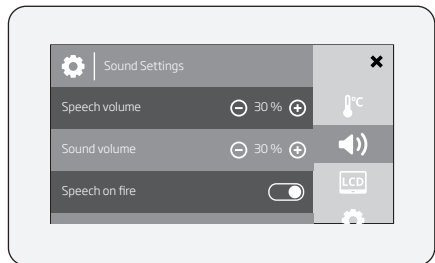 Sound Settings
Speech volume 30 %
°C
Sound volume 30 %
Speech on fire
LCD